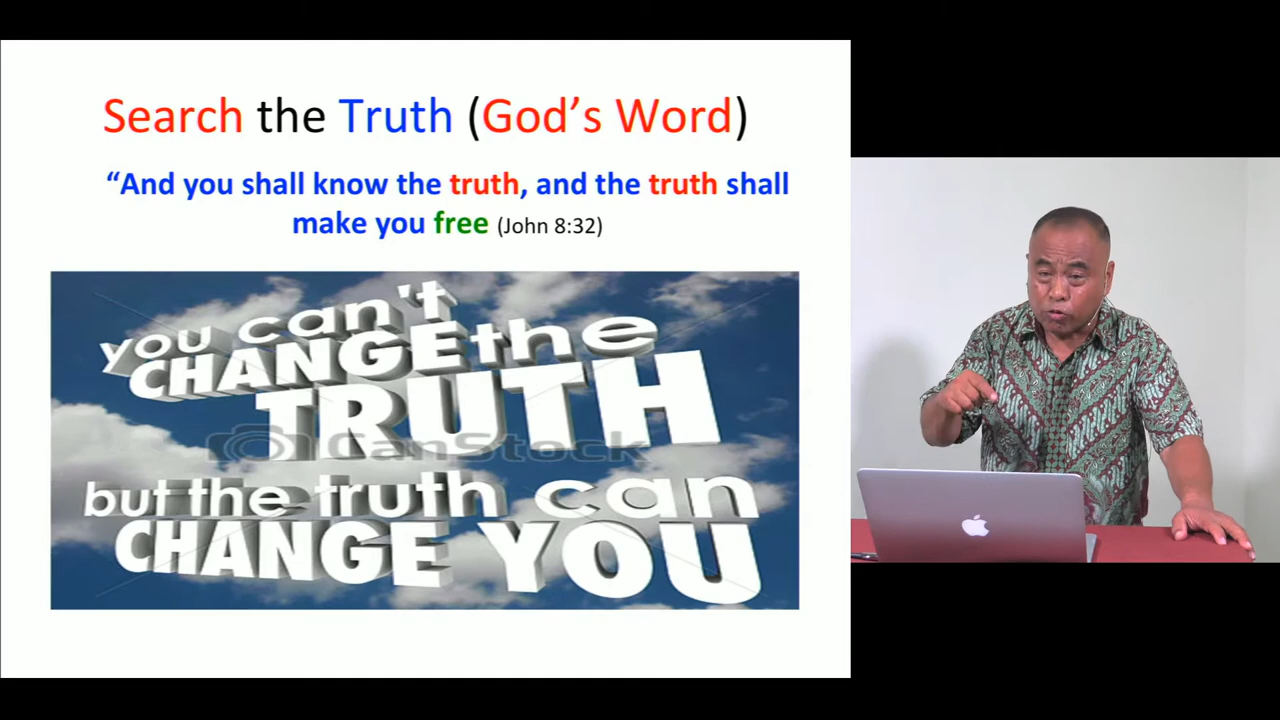 Search the Truth (God’s Word)
“And you shall know the truth, and the truth shall
make you free (John 8:32)
you can't
CHANGE the
TRUTH
CanStock
but the truth can
CHANGE YOU